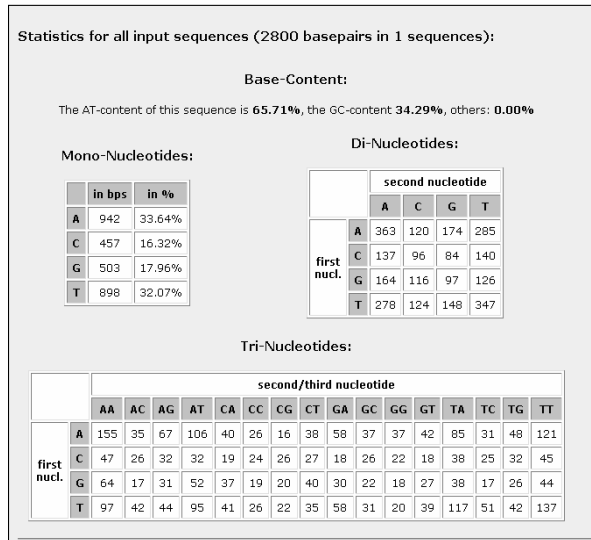 Statistics for all input sequences (2800 basepairs in 1 sequences):
Base-Content:
The AT-content of this sequence is 65.71%, the GC-content 34.29%, others: 0.00%
Mono-Nucleotides:
in bps in %
A 942 33.64%
C 457 16.32%
G 503 17.96%
T 898 32.07%
Di-Nucleotides:
second nucleotide
A C G T
first nucl.
A 363 120 174 285
C 137 96 84 140
G 164 116 97 126
T 278 124 148 347
Tri-Nucleotides:
second/third nucleotide
AA AC AG AT CA CC CG CT GA GC GG GT TA TC TG TT
first nucl.
A 155 35 67 106 40 26 16 38 58 37 37 42 85 31 48 121
C 47 26 32 32 19 24 26 27 18 26 22 18 38 25 32 45
G 64 17 31 52 37 19 20 40 30 22 18 27 38 17 26 44
T 97 42 44 95 41 26 22 35 58 31 20 39 117 51 42 137